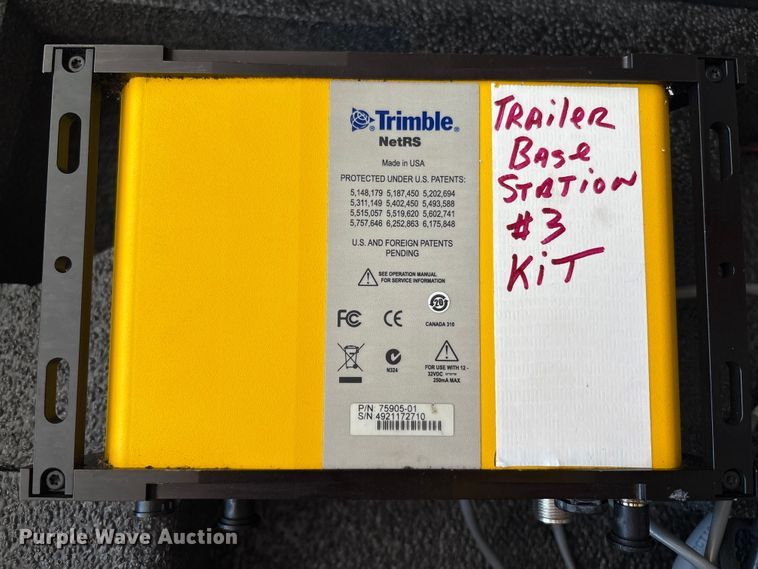 Trimble®
NetRS
Made in USA
PROTECTED UNDER U.S. PATENTS:
5,148,179 5,187,450 5,202,694
5,311,149 5,402,450 5,493,588
5,515,057 5,519,620 5,602,741
5,757,646 6,252,863 6,175,848
U.S. AND FOREIGN PATENTS
PENDING
SEE OPERATION MANUAL
FOR SERVICE INFORMATION
20
FC CE
CANADA 310
N324
FOR USE WITH 12 -
32VDC
250mA MAX
P/N: 75905-01
S/N:4921172710
TRAILER
BASE
STATION
#3
KIT
Purple Wave Auction